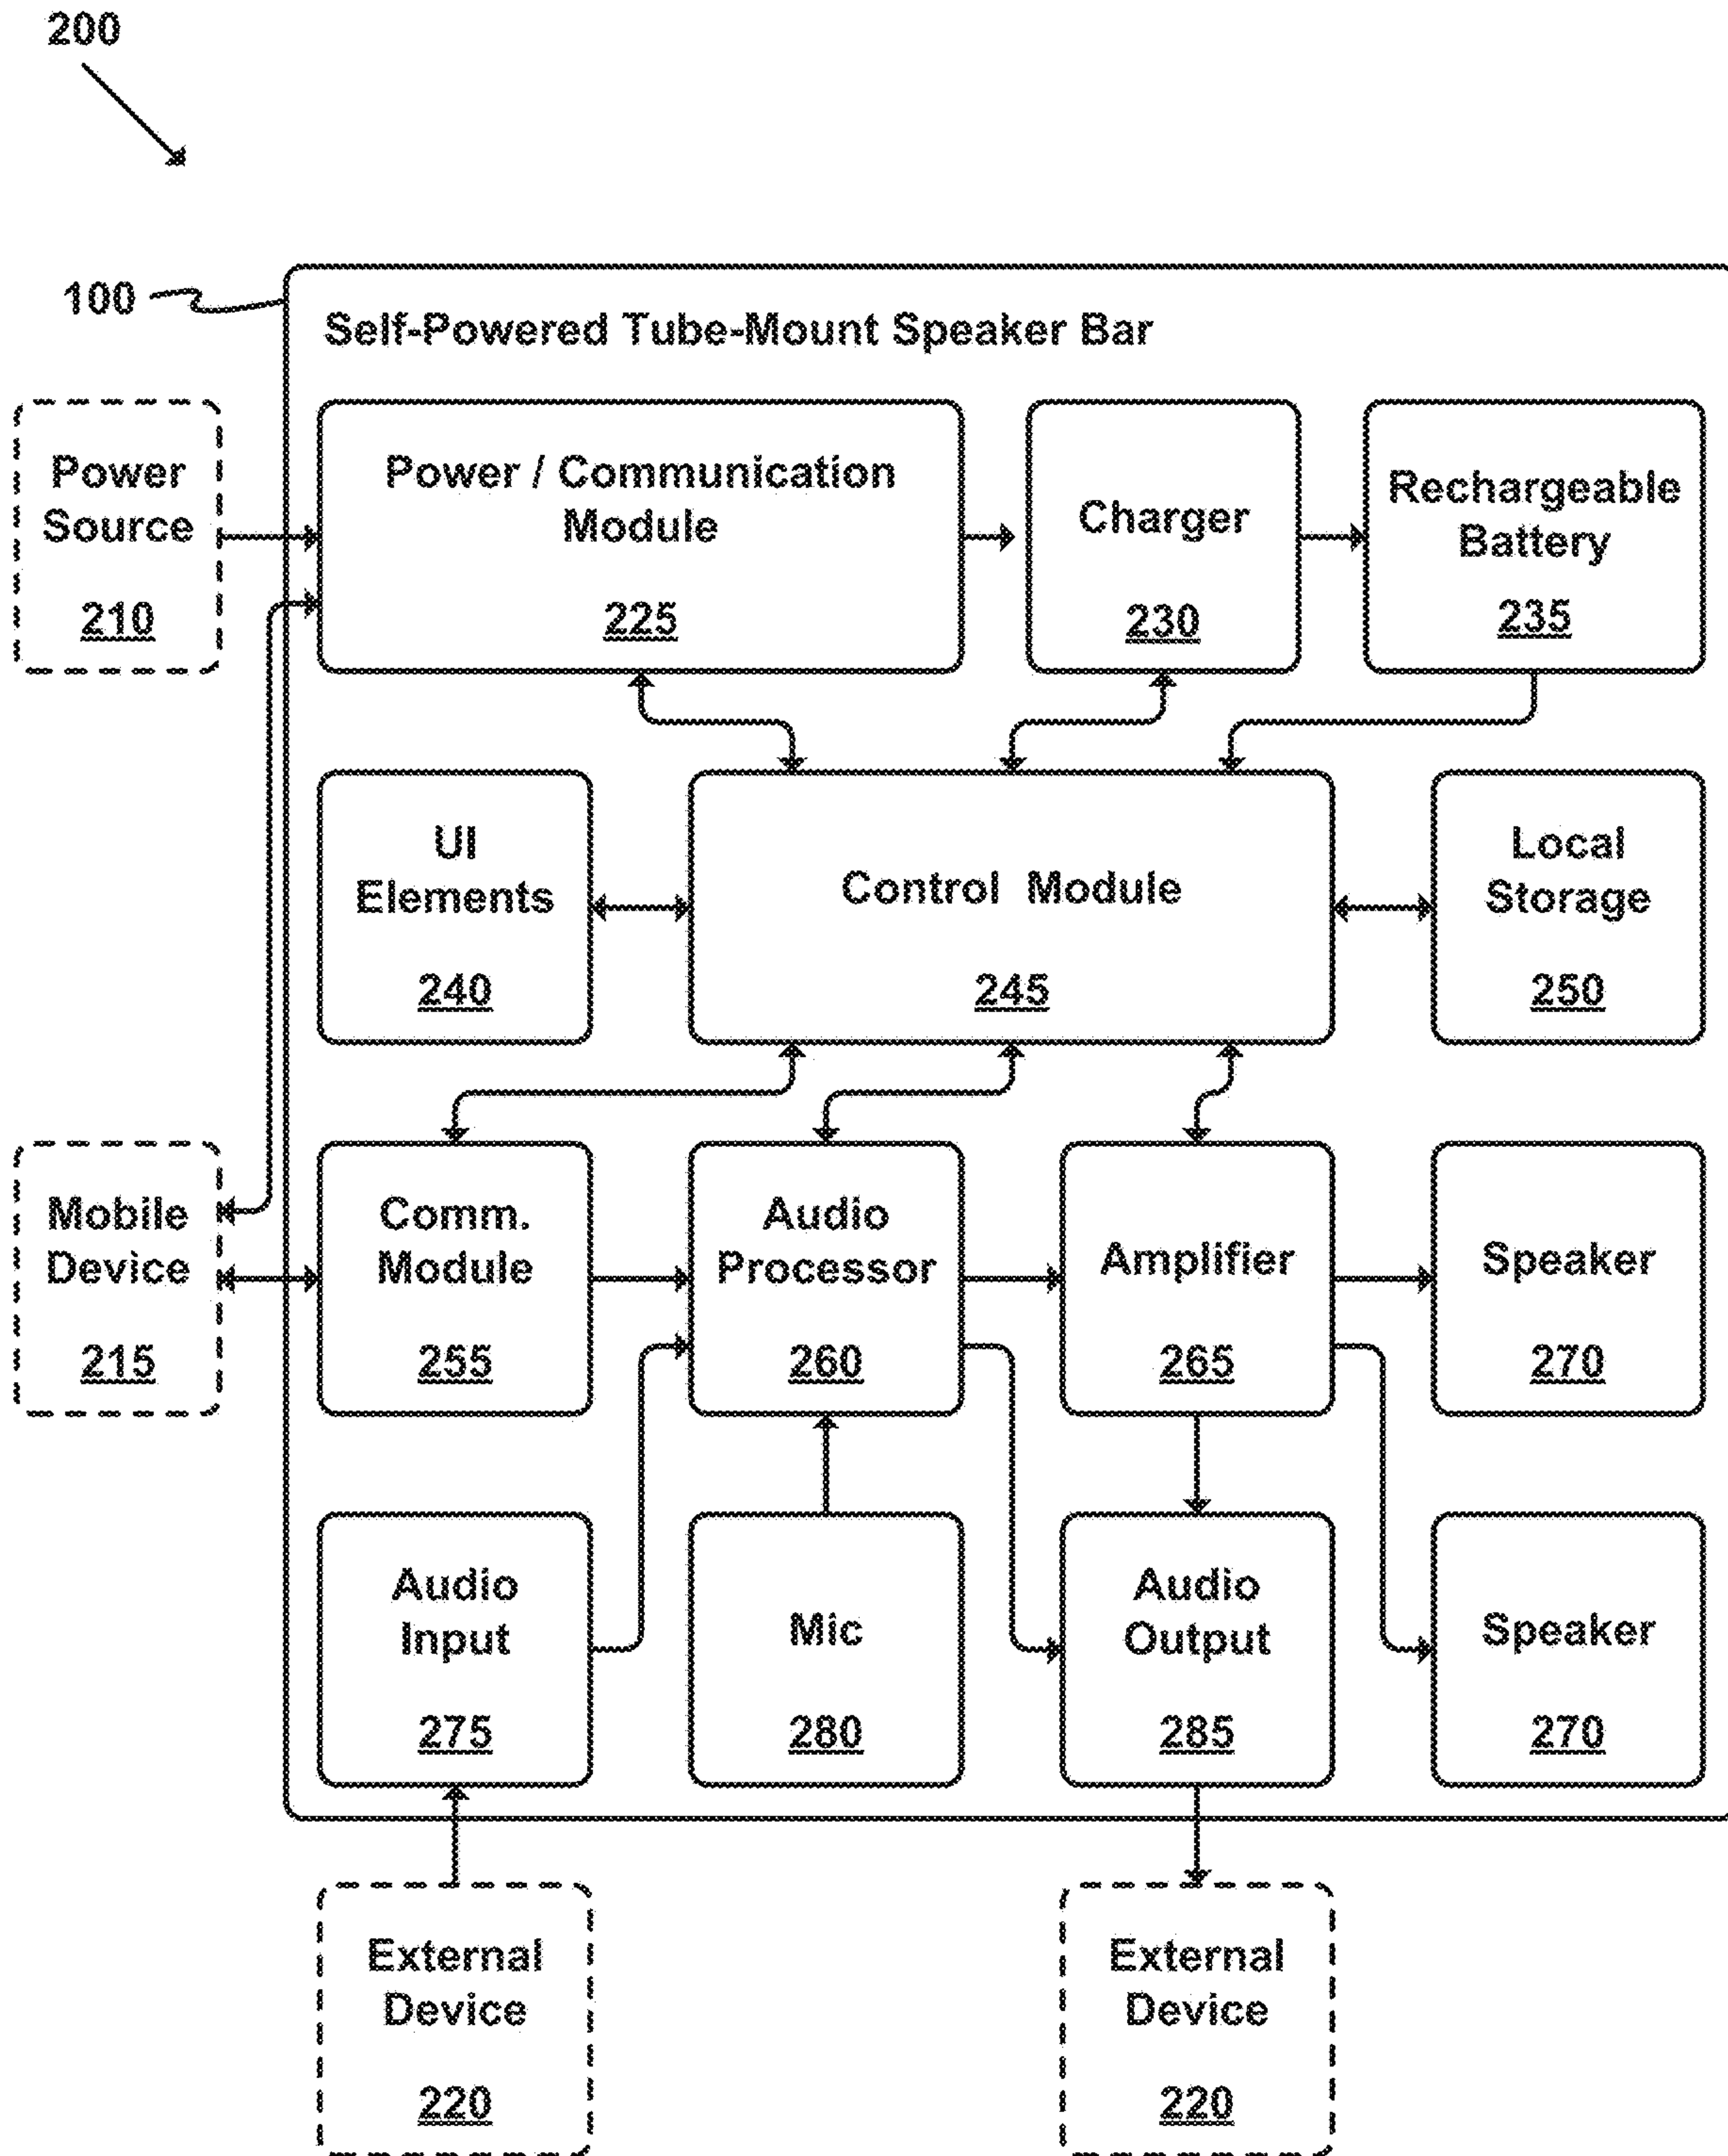 200
100
Self-Powered Tube-Mount Speaker Bar
Power
Source
210
Power / Communication
Module
225
Charger
230
Rechargeable
Battery
235
UI
Elements
240
Control Module
245
Local
Storage
250
Mobile
Device
215
Comm.
Module
255
Audio
Processor
260
Amplifier
265
Speaker
270
Audio
Input
275
Mic
280
Audio
Output
285
Speaker
270
External
Device
220
External
Device
220